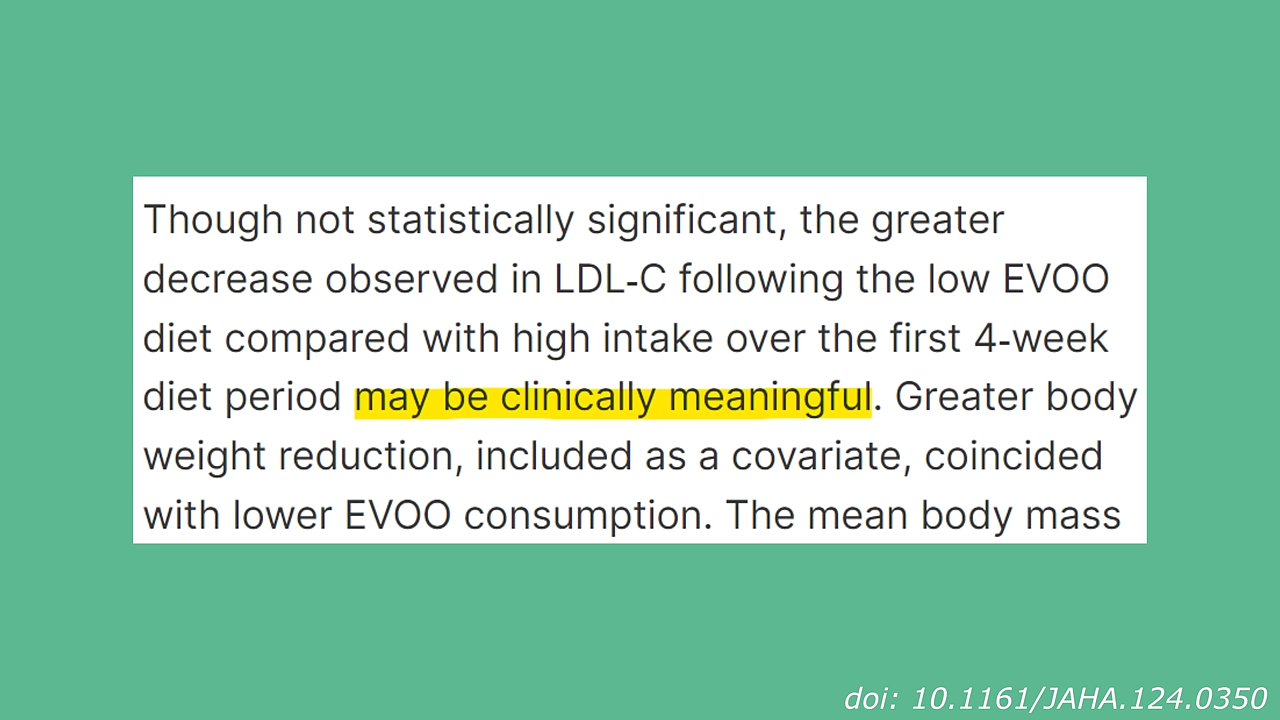 Though not statistically significant, the greater
decrease observed in LDL-C following the low EVOO
diet compared with high intake over the first 4-week
diet period may be clinically meaningful. Greater body
weight reduction, included as a covariate, coincided
with lower EVOO consumption. The mean body mass
doi: 10.1161/JAHA.124.0350